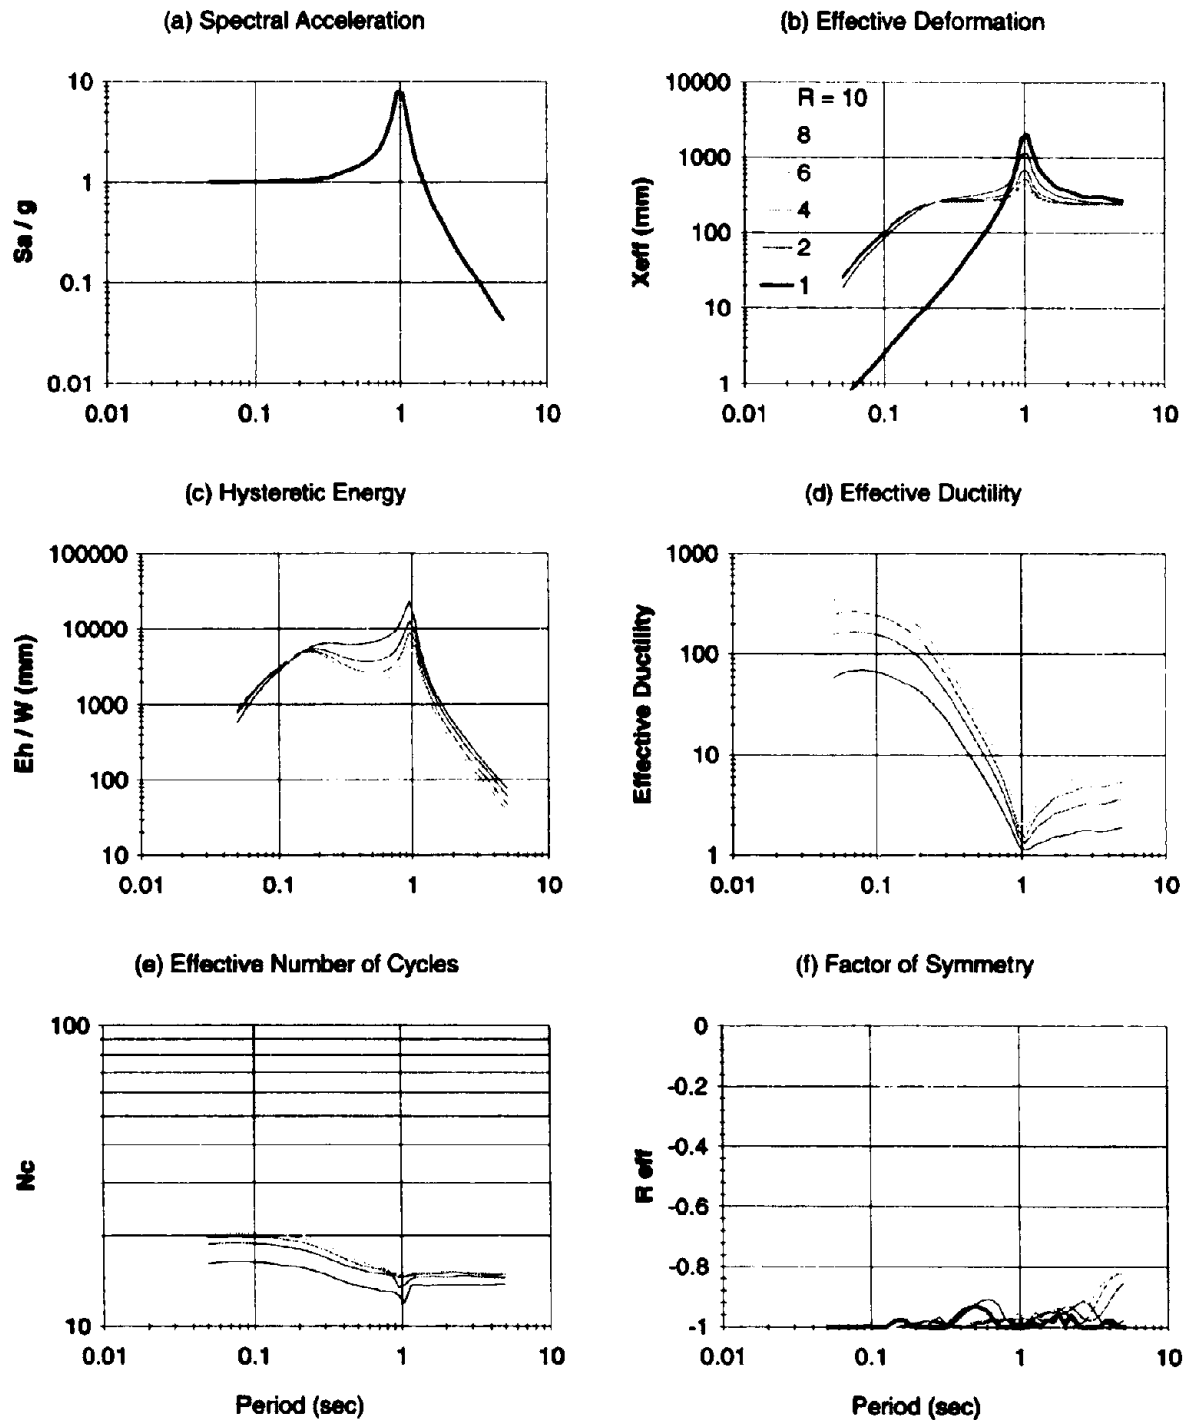 (a) Spectral Acceleration
10
1
0.1
0.01
Sa / g
0.01 0.1 1 10
(b) Effective Deformation
10000
1000
100
10
1
Xeff (mm)
R = 10
8
6
4
2
1
0.01 0.1 1 10
(c) Hysteretic Energy
100000
10000
1000
100
10
Eh / W (mm)
0.01 0.1 1 10
(d) Effective Ductility
1000
100
10
1
Effective Ductility
0.01 0.1 1 10
(e) Effective Number of Cycles
100
10
Nc
0.01 0.1 1 10
Period (sec)
(f) Factor of Symmetry
0
-0.2
-0.4
-0.6
-0.8
-1
R eff
0.01 0.1 1 10
Period (sec)